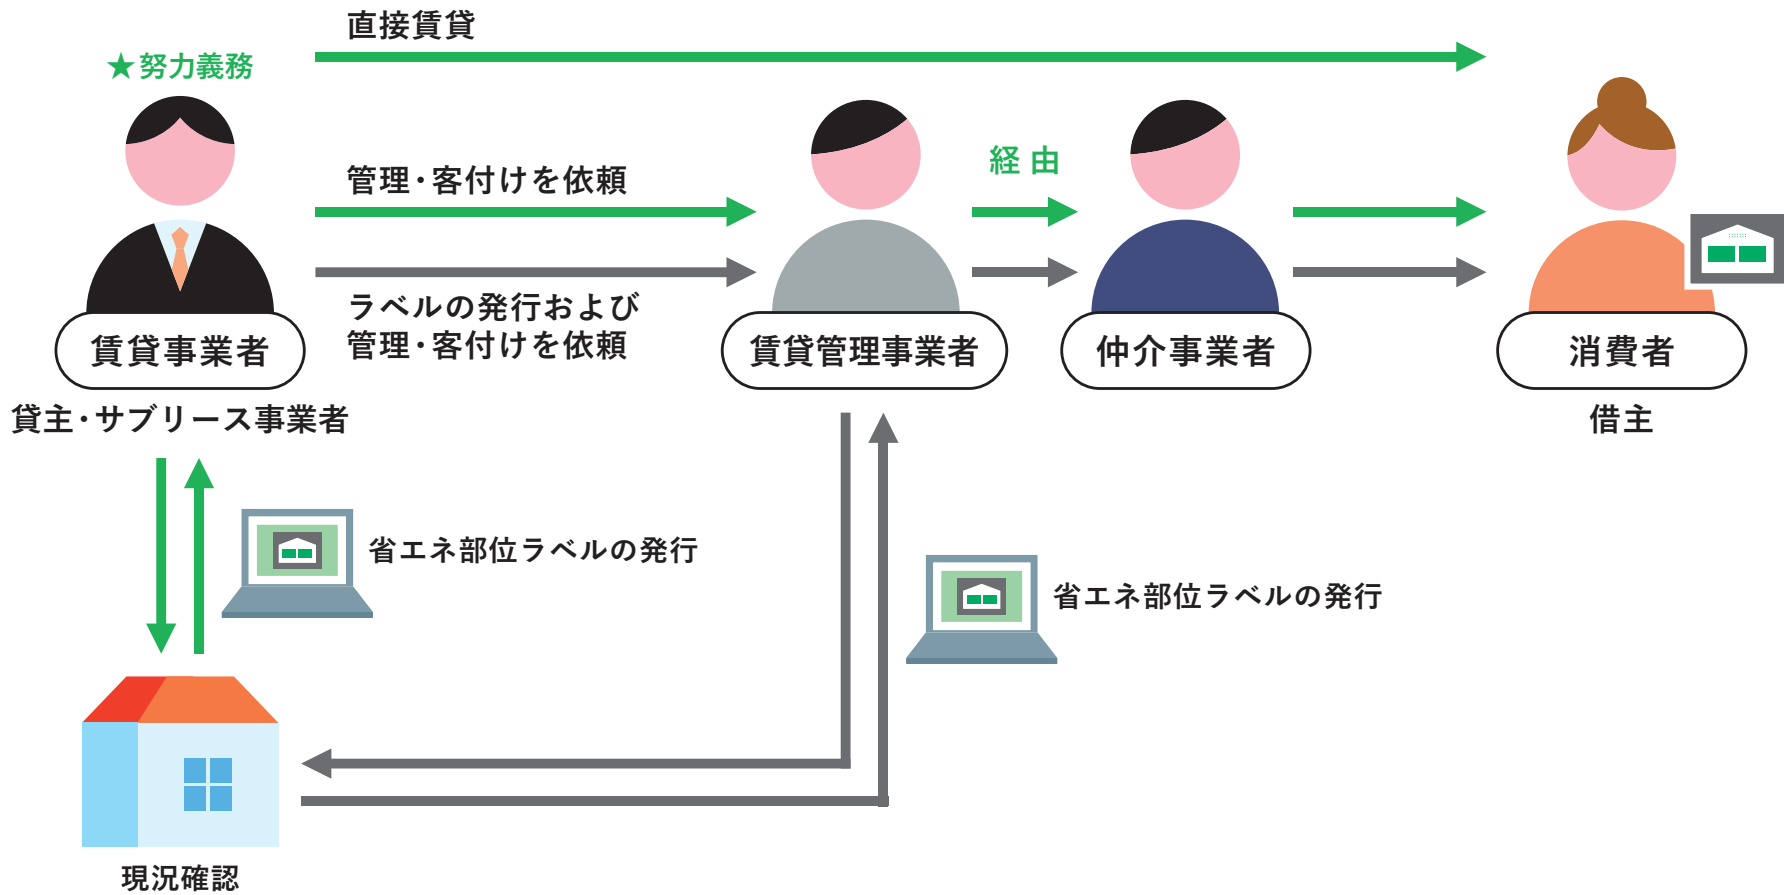 直接賃貸
★努力義務
管理・客付けを依頼
経由
ラベルの発行および
管理・客付けを依頼
賃貸事業者
賃貸管理事業者
仲介事業者
消費者
貸主・サブリース事業者
借主
省エネ部位ラベルの発行
省エネ部位ラベルの発行
現況確認